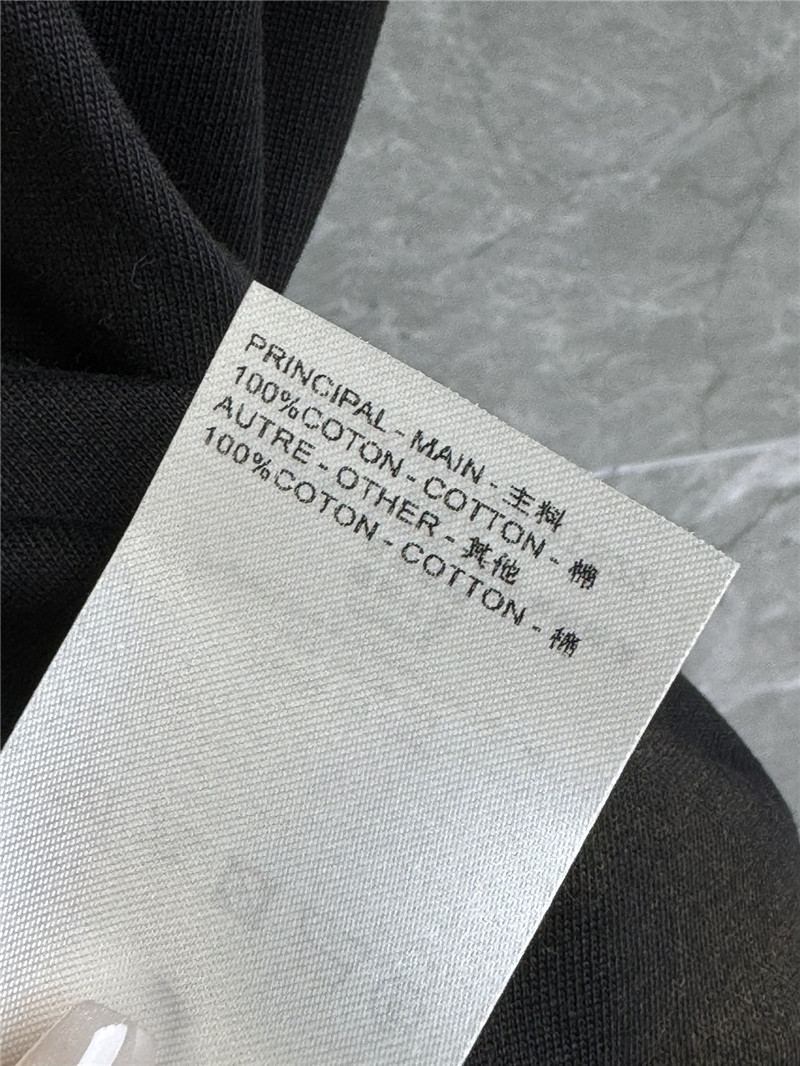 PRINCIPAL - MAIN - 主料
100%COTON - COTTON - 棉
AUTRE - OTHER - 其他
100%COTON - COTTON - 棉